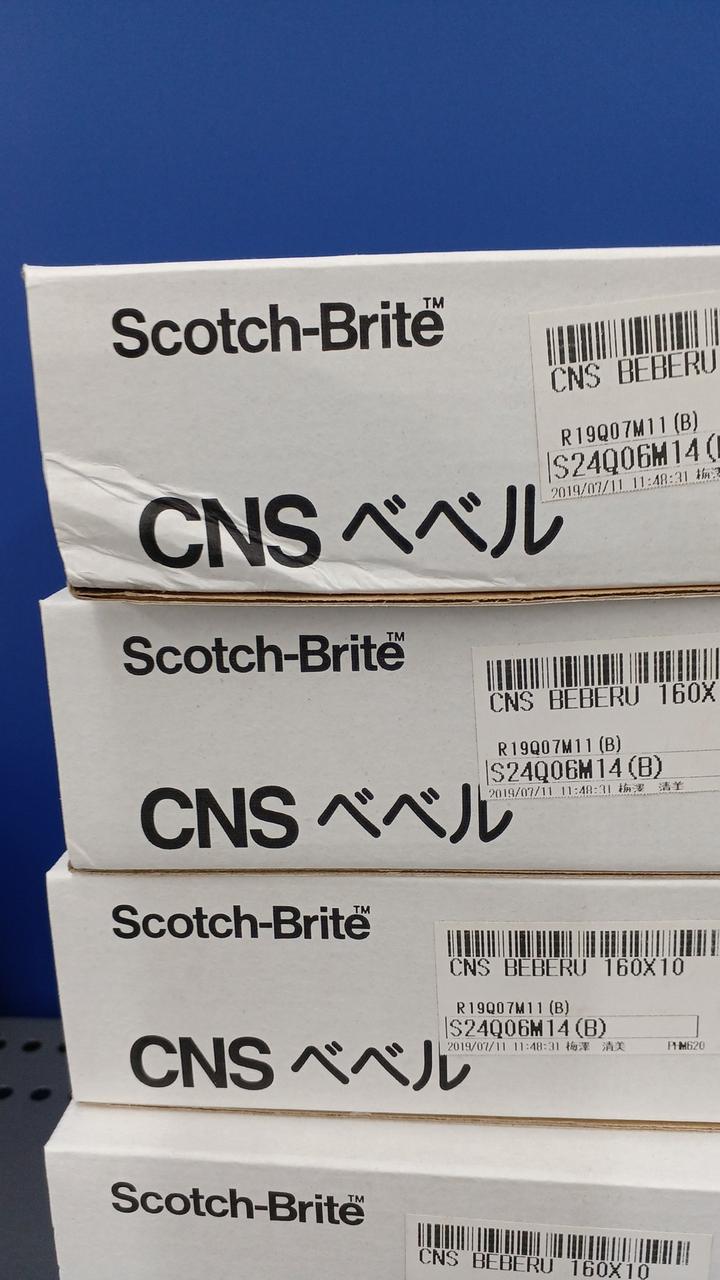 Scotch-Brite™
CNS BEBERU
R19Q07M11(B)
S24Q06M14(
2019/07/11 11:48:31 梅澤
CNS ベベル
Scotch-Brite™
CNS BEBERU 160X
R19Q07M11(B)
S24Q06M14(B)
2019/07/11 11:48:31 梅澤 清美
CNS ベベル
Scotch-Brite™
CNS BEBERU 160X10
R19Q07M11(B)
S24Q06M14(B)
2019/07/11 11:48:31 梅澤 清美 PHM620
CNS ベベル
Scotch-Brite™
CNS BEBERU 160X10